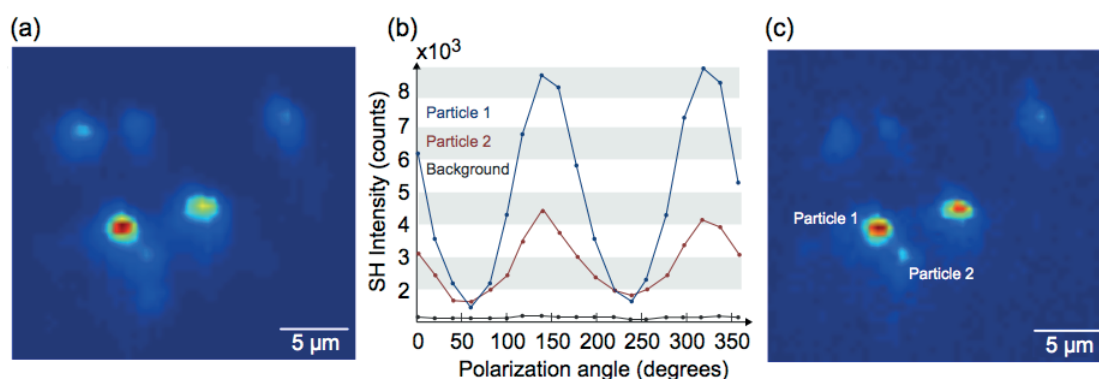 (a)
5 µm
(b)
x10³
8
7
6
5
4
3
2
SH Intensity (counts)
Particle 1
Particle 2
Background
0 50 100 150 200 250 300 350
Polarization angle (degrees)
(c)
Particle 1
Particle 2
5 µm